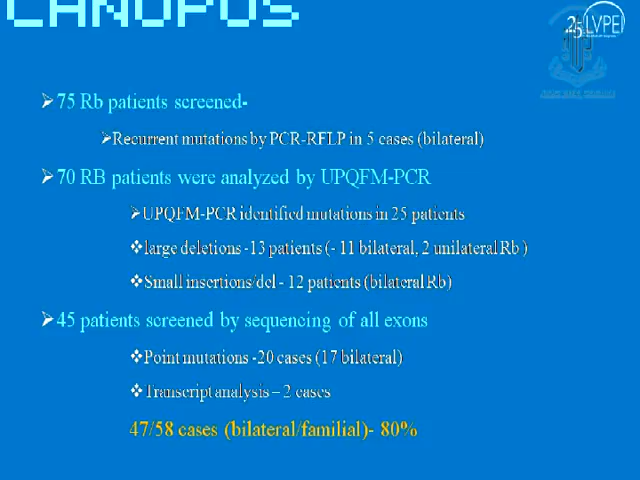 CANOPUS
25 LVPEI
75 Rb patients screened-
Recurrent mutations by PCR-RFLP in 5 cases (bilateral)
70 RB patients were analyzed by UPQFM-PCR
UPQFM-PCR identified mutations in 25 patients
large deletions -13 patients (- 11 bilateral, 2 unilateral Rb )
Small insertions/del - 12 patients (bilateral Rb)
45 patients screened by sequencing of all exons
Point mutations -20 cases (17 bilateral)
Transcript analysis – 2 cases
47/58 cases (bilateral/familial)- 80%